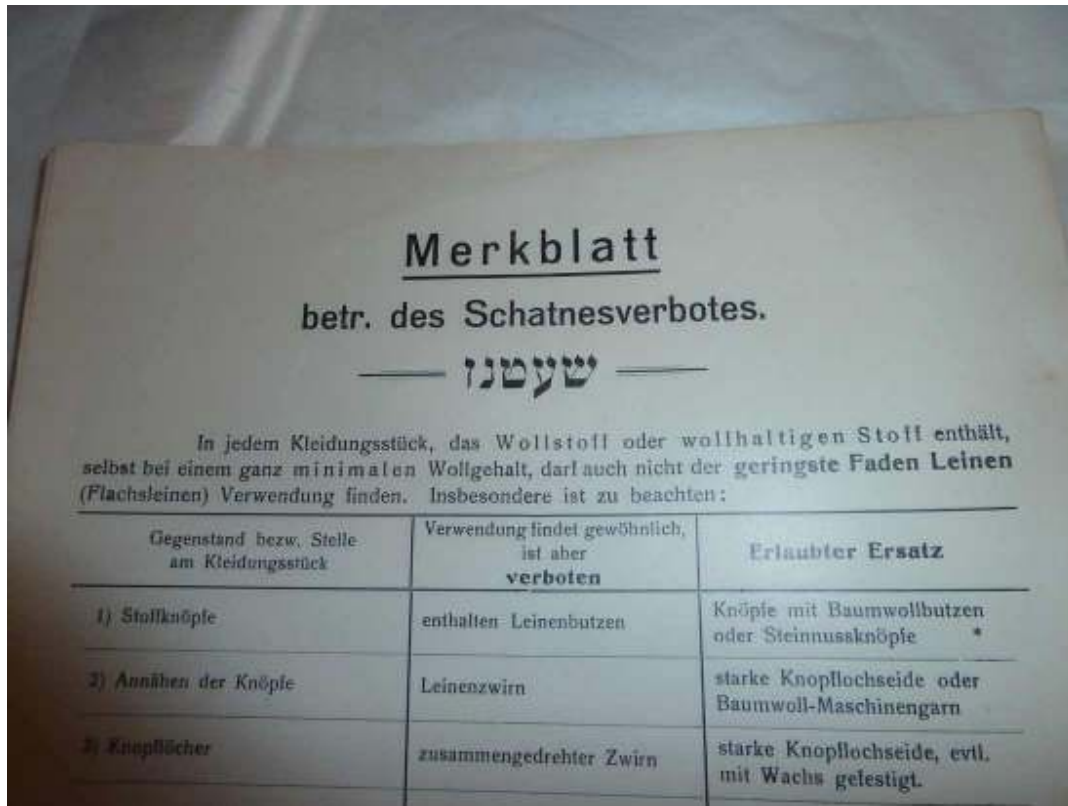 Merkblatt
betr. des Schatnesverbotes.
שעטנז
In jedem Kleidungsstück, das Wollstoff oder wollhaltigen Stoff enthält,
selbst bei einem ganz minimalen Wollgehalt, darf auch nicht der geringste Faden Leinen
(Flachsleinen) Verwendung finden. Insbesondere ist zu beachten:
Gegenstand bezw. Stelle
am Kleidungsstück
Verwendung findet gewöhnlich,
ist aber
verboten
Erlaubter Ersatz
1) Stoffknöpfe
enthalten Leinenbutzen
Knöpfe mit Baumwollbutzen
oder Steinnussknöpfe *
2) Annähen der Knöpfe
Leinenzwirn
starke Knopflochseide oder
Baumwoll-Maschinengarn
3) Knopflöcher
zusammengedrehter Zwirn
starke Knopflochseide, evtl.
mit Wachs gefestigt.